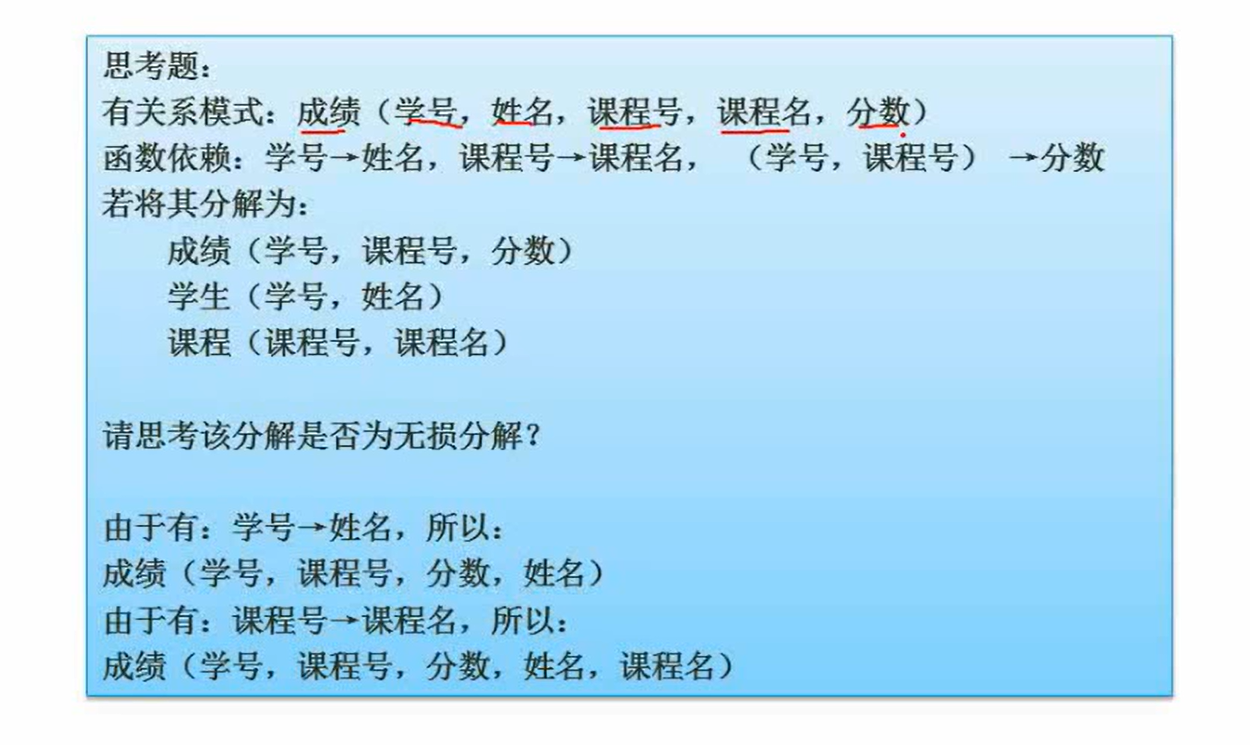 思考题：
有关系模式：成绩（学号，姓名，课程号，课程名，分数）
函数依赖：学号→姓名，课程号→课程名， （学号，课程号） →分数
若将其分解为：
成绩（学号，课程号，分数）
学生（学号，姓名）
课程（课程号，课程名）
请思考该分解是否为无损分解？
由于有：学号→姓名，所以：
成绩（学号，课程号，分数，姓名）
由于有：课程号→课程名，所以：
成绩（学号，课程号，分数，姓名，课程名）